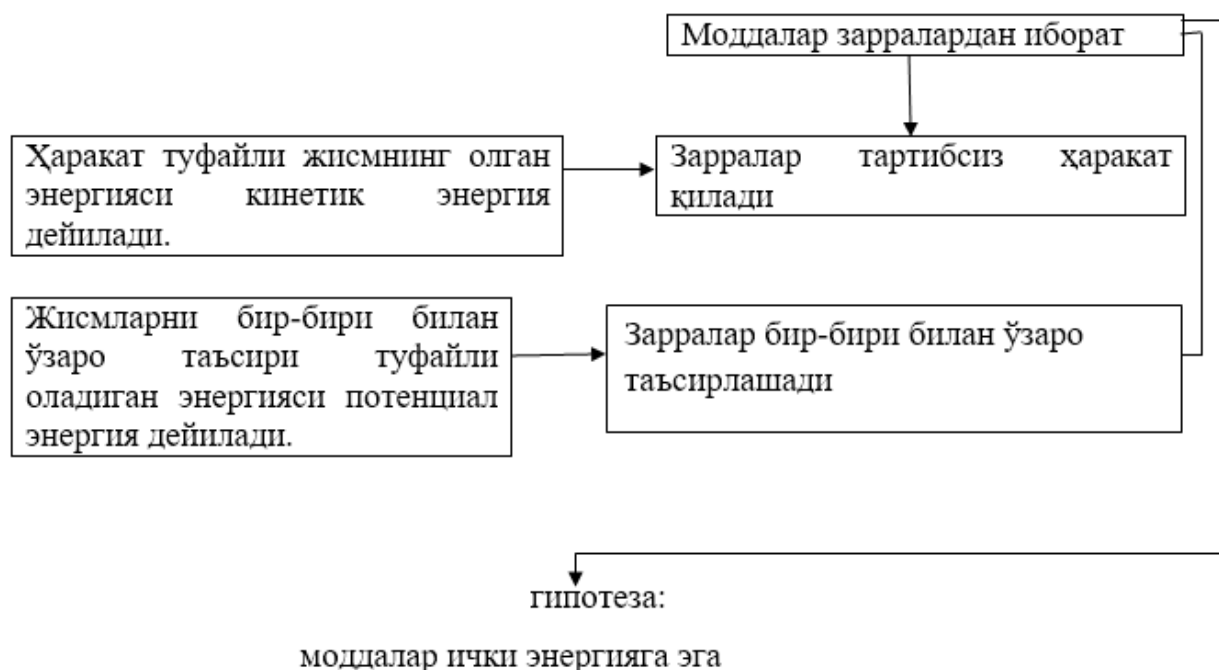 Моддалар зарралардан иборат
Ҳаракат туфайли жисмнинг олган
энергияси кинетик энергия
дейилади.
Зарралар тартибсиз ҳаракат
қилади
Жисмларни бир-бири билан
ўзаро таъсири туфайли
оладиган энергияси потенциал
энергия дейилади.
Зарралар бир-бири билан ўзаро
таъсирлашади
гипотеза:
моддалар ички энергияга эга